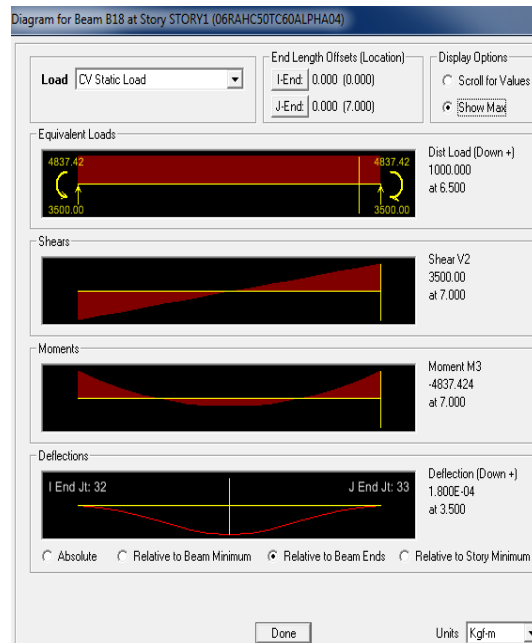 Diagram for Beam B18 at Story STORY1 (06RAHC50TC60ALPHA04)
Load CV Static Load
End Length Offsets (Location)
I-End: 0.000 (0.000)
J-End: 0.000 (7.000)
Display Options
Scroll for Values
Show Max
Equivalent Loads
4837.42 4837.42
3500.00 3500.00
Dist Load (Down +)
1000.000
at 6.500
Shears
Shear V2
3500.00
at 7.000
Moments
Moment M3
-4837.424
at 7.000
Deflections
I End Jt: 32 J End Jt: 33
Deflection (Down +)
1.800E-04
at 3.500
Absolute Relative to Beam Minimum Relative to Beam Ends Relative to Story Minimum
Done Units Kgf-m